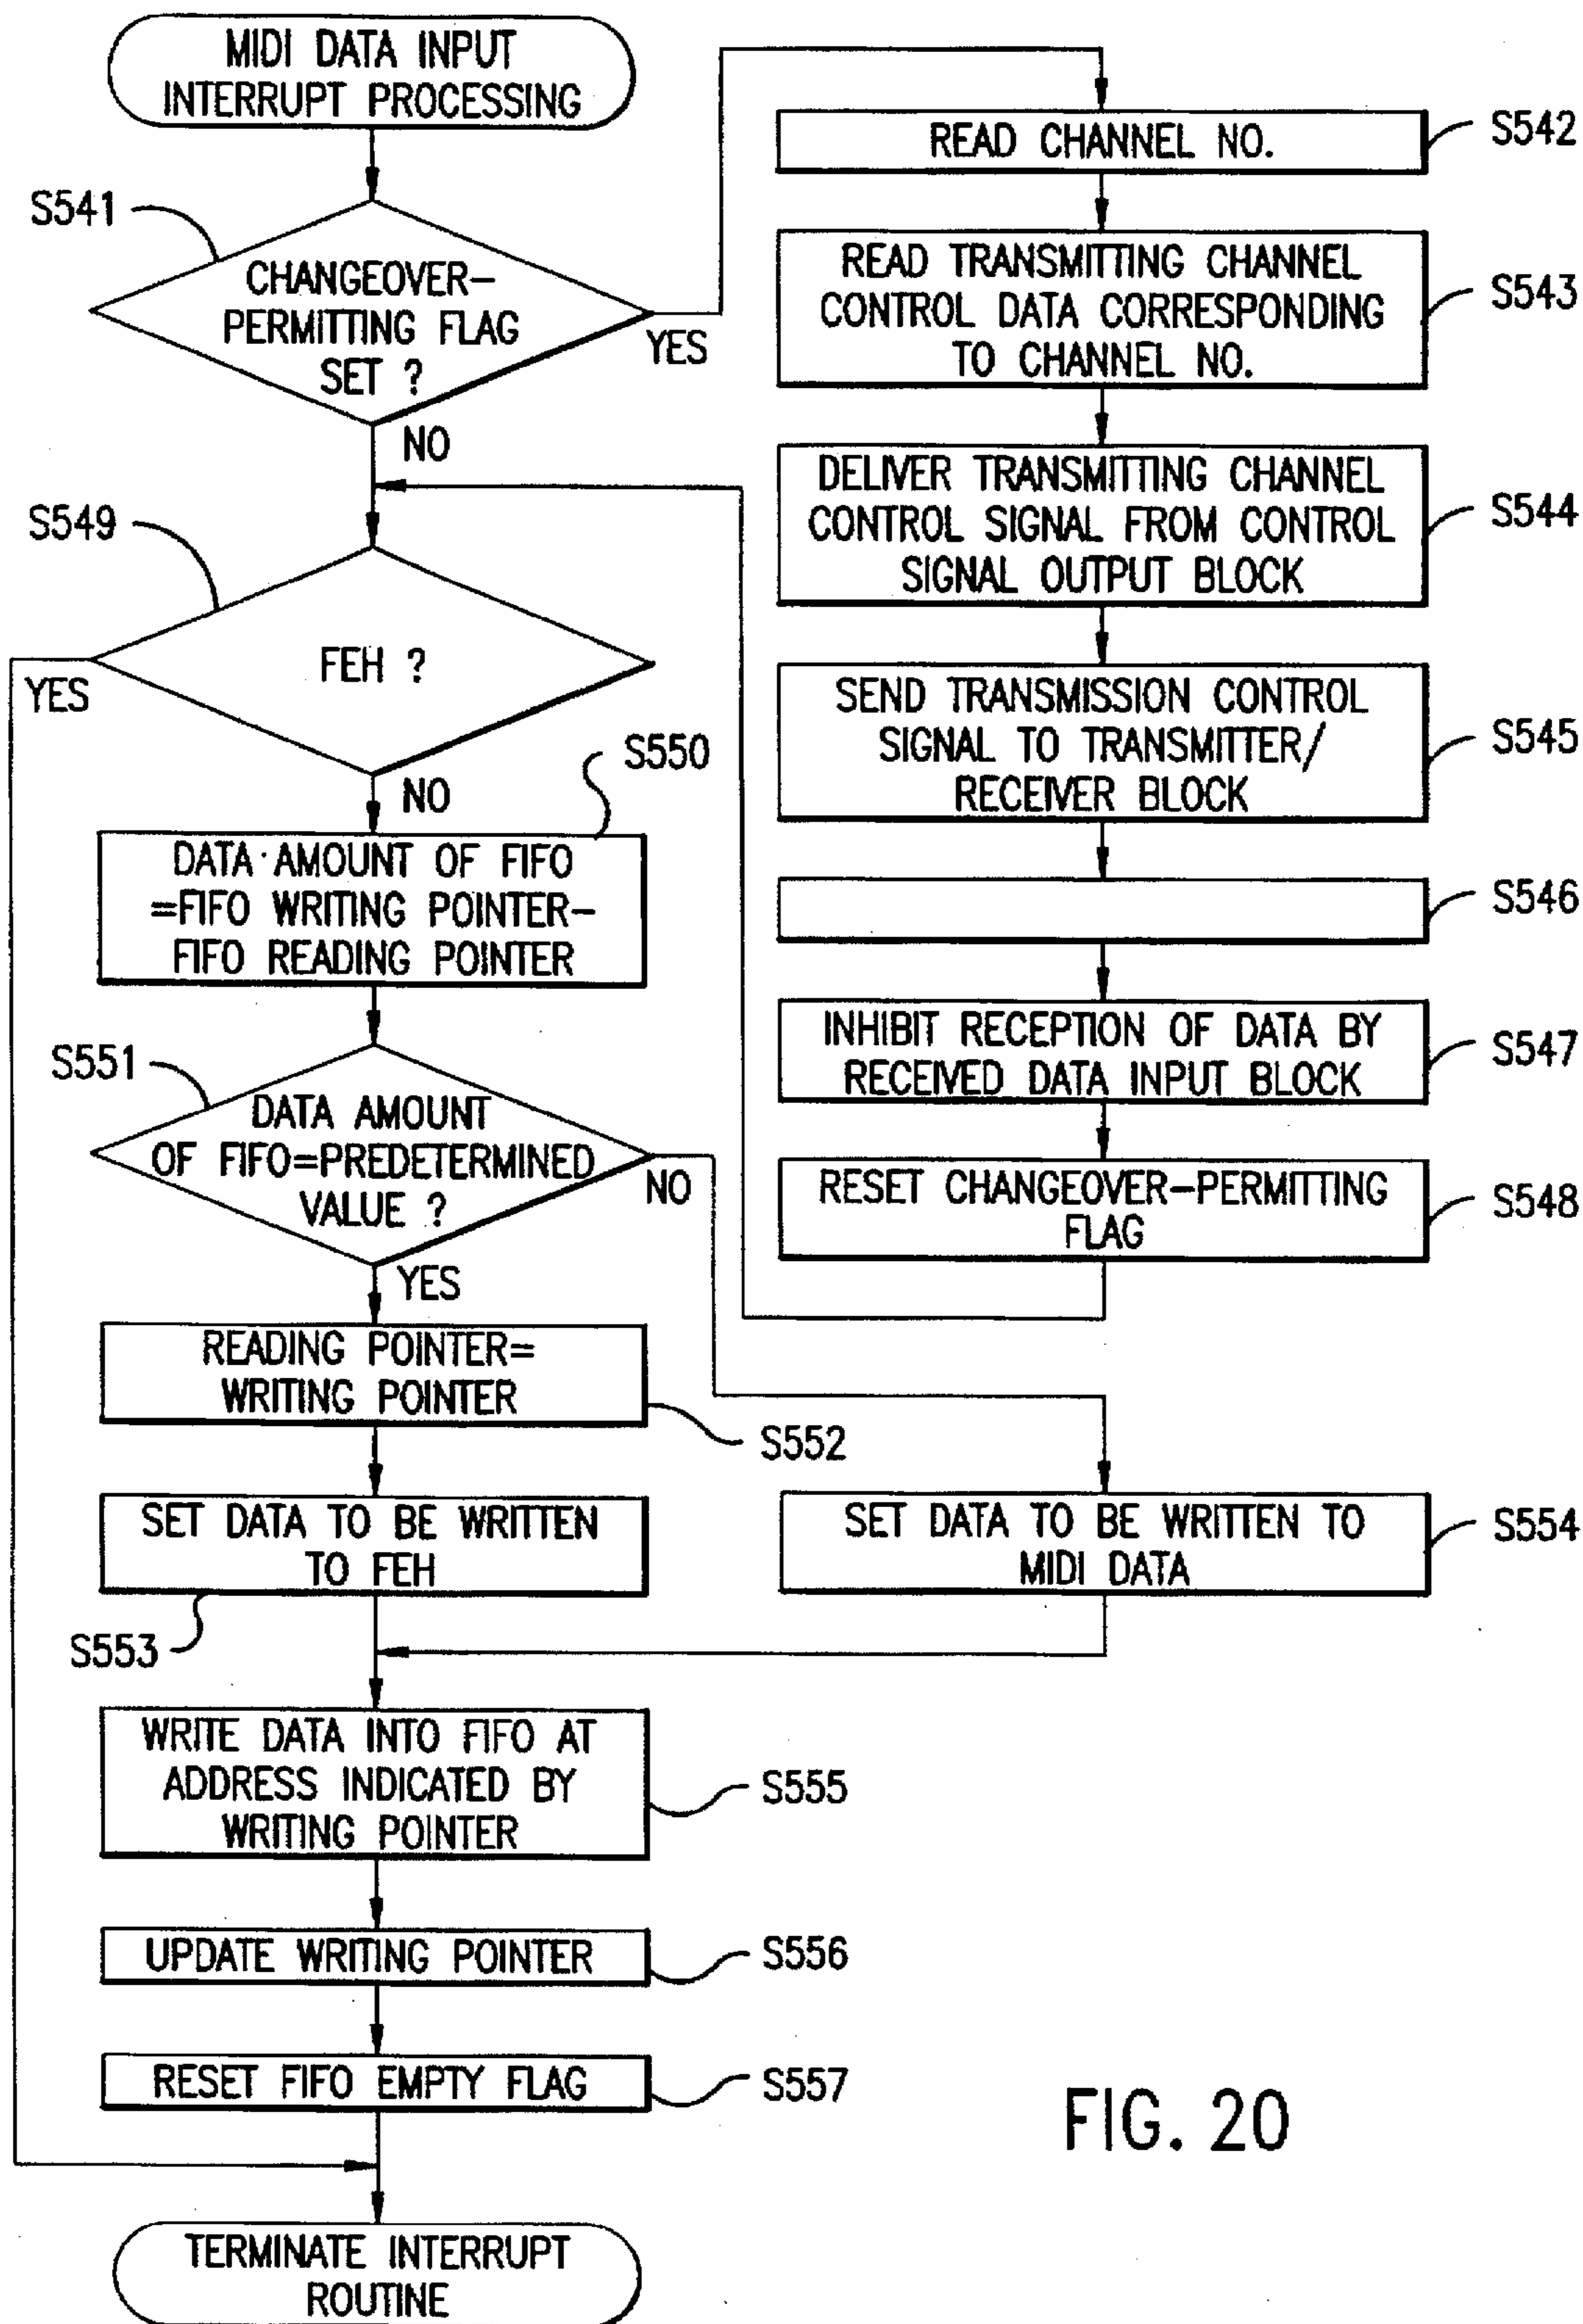 MIDI DATA INPUT
INTERRUPT PROCESSING
S541
CHANGEOVER-
PERMITTING FLAG
SET ?
YES
NO
S542
READ CHANNEL NO.
S543
READ TRANSMITTING CHANNEL
CONTROL DATA CORRESPONDING
TO CHANNEL NO.
S544
DELIVER TRANSMITTING CHANNEL
CONTROL SIGNAL FROM CONTROL
SIGNAL OUTPUT BLOCK
S545
SEND TRANSMISSION CONTROL
SIGNAL TO TRANSMITTER/
RECEIVER BLOCK
S546
S547
INHIBIT RECEPTION OF DATA BY
RECEIVED DATA INPUT BLOCK
S548
RESET CHANGEOVER-PERMITTING
FLAG
S549
FEH ?
YES
NO
S550
DATA AMOUNT OF FIFO
=FIFO WRITING POINTER-
FIFO READING POINTER
S551
DATA AMOUNT
OF FIFO=PREDETERMINED
VALUE ?
NO
YES
READING POINTER=
WRITING POINTER
S552
SET DATA TO BE WRITTEN
TO FEH
S553
SET DATA TO BE WRITTEN TO
MIDI DATA
S554
WRITE DATA INTO FIFO AT
ADDRESS INDICATED BY
WRITING POINTER
S555
UPDATE WRITING POINTER
S556
RESET FIFO EMPTY FLAG
S557
TERMINATE INTERRUPT
ROUTINE
FIG. 20